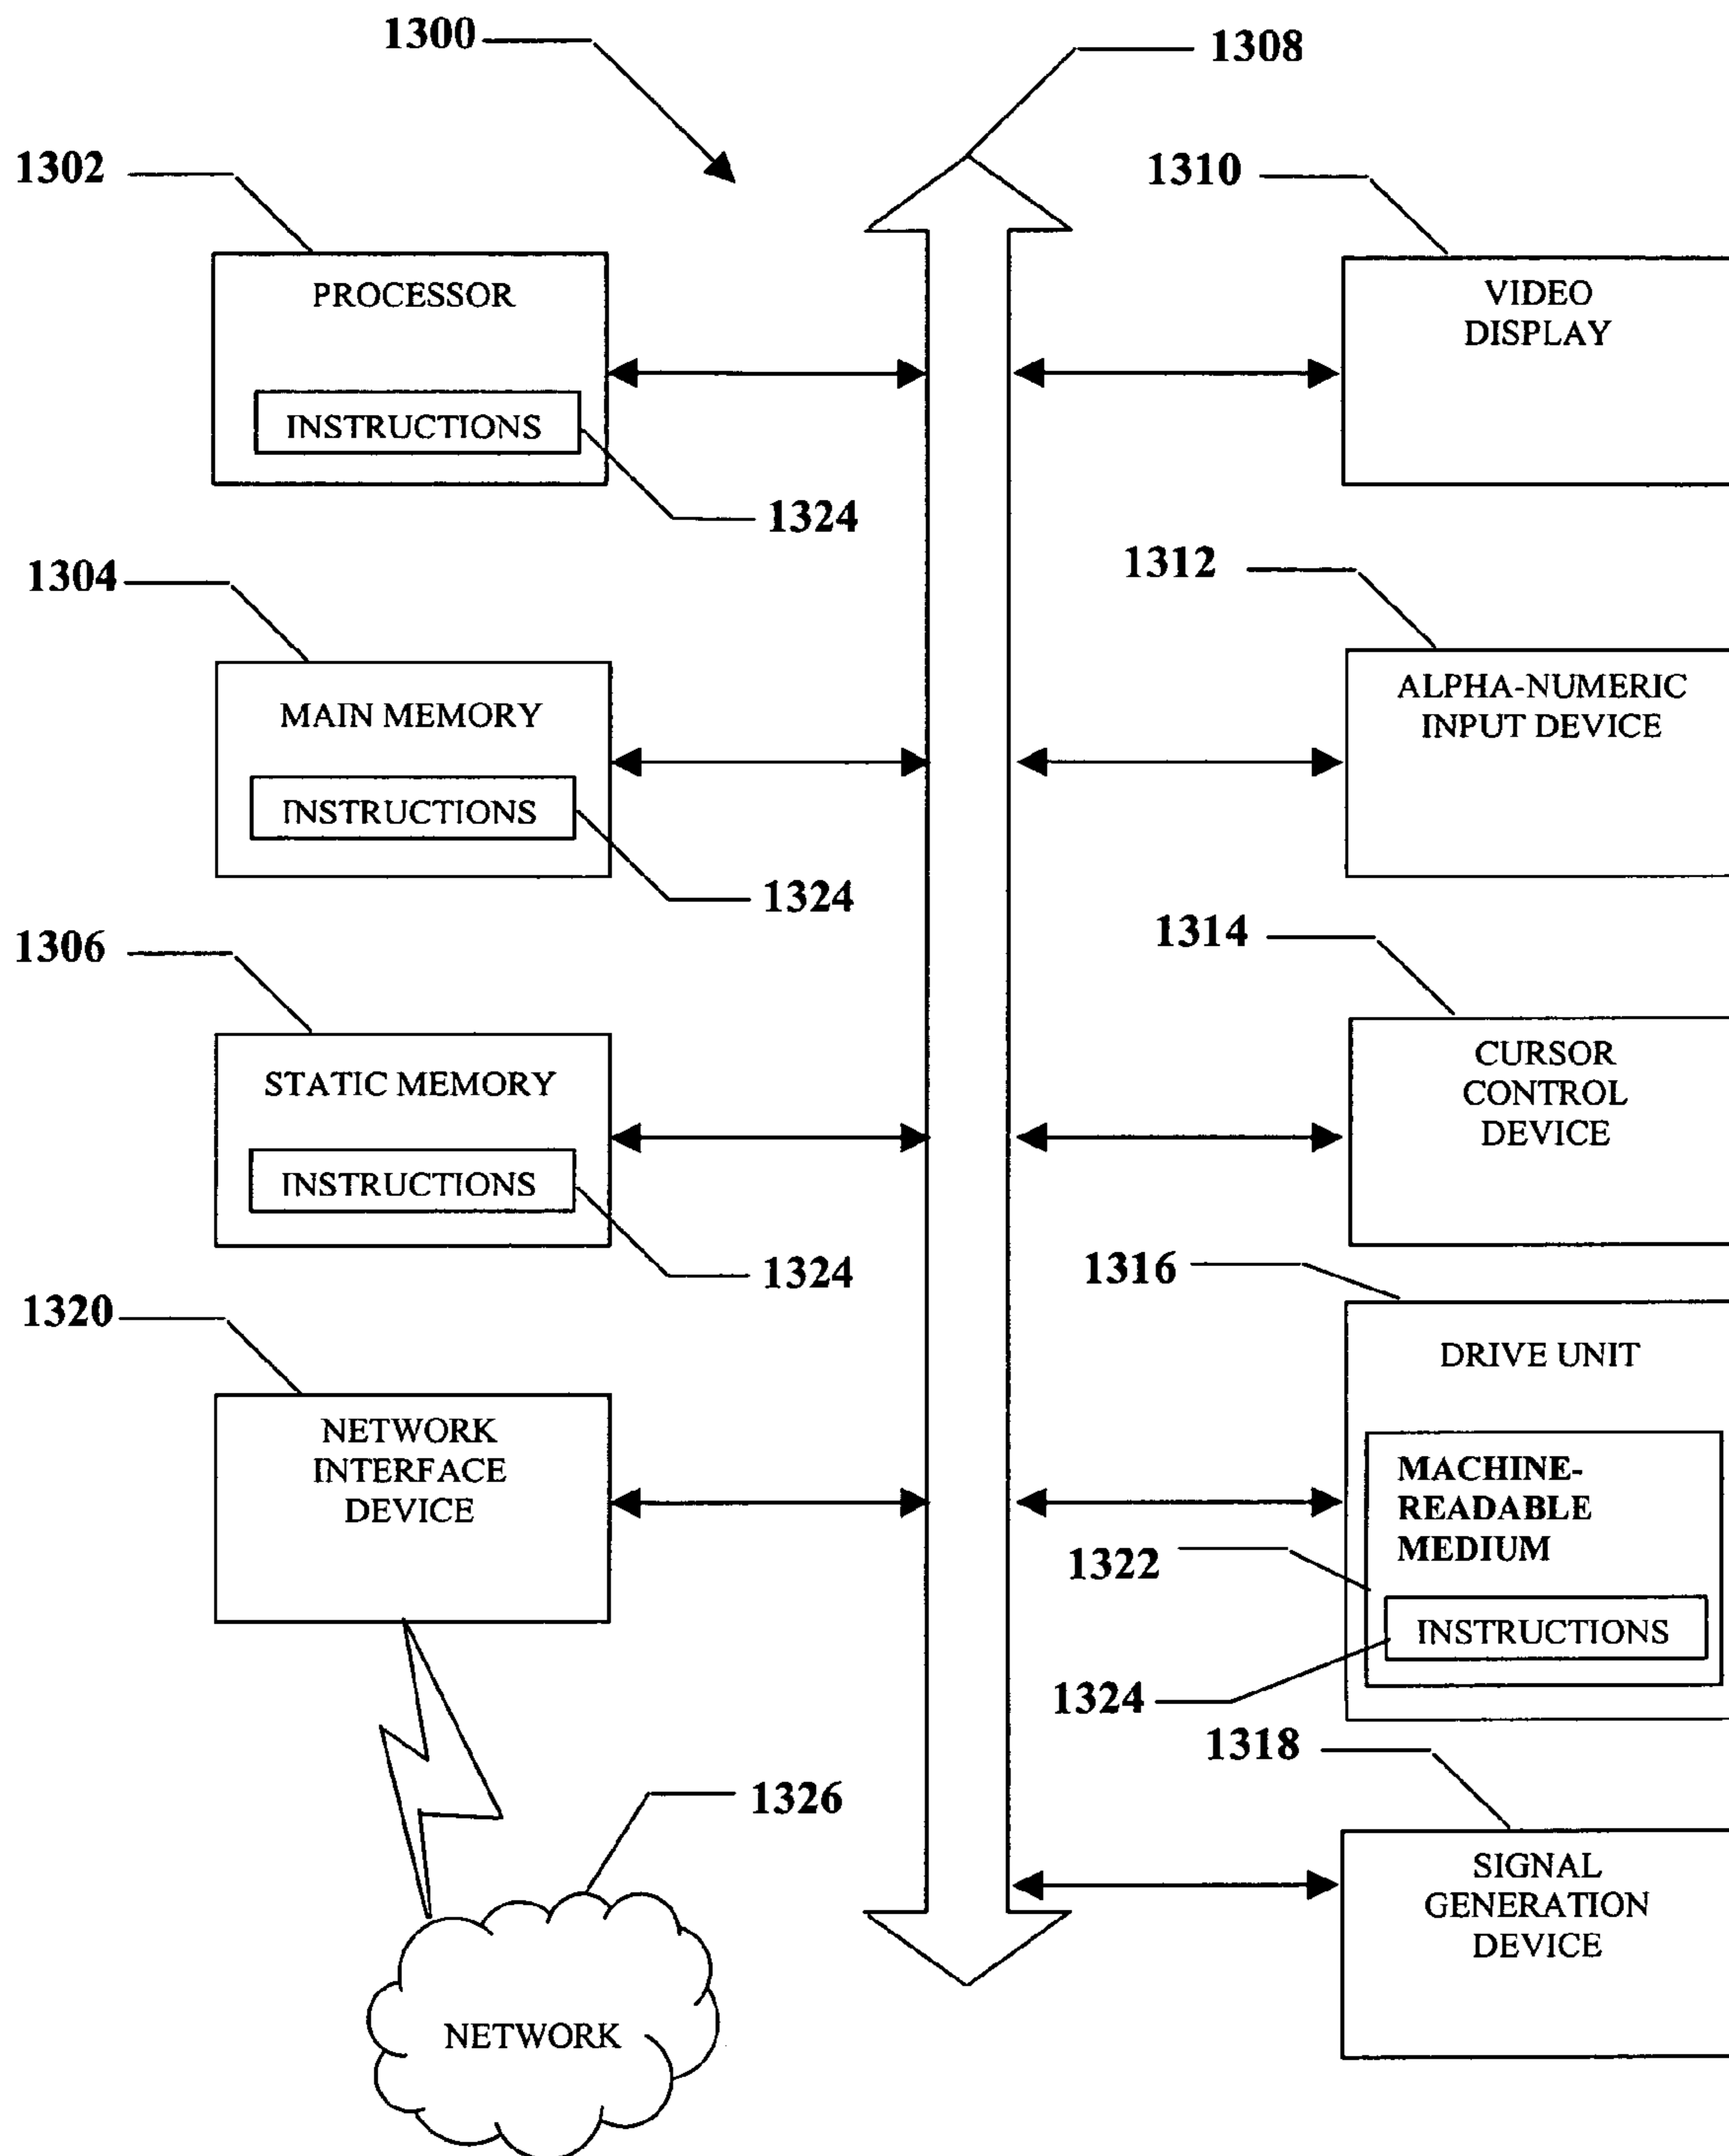 1300
1308
1302
1310
PROCESSOR
INSTRUCTIONS
1324
VIDEO
DISPLAY
1304
1312
MAIN MEMORY
INSTRUCTIONS
1324
ALPHA-NUMERIC
INPUT DEVICE
1306
1314
STATIC MEMORY
INSTRUCTIONS
1324
CURSOR
CONTROL
DEVICE
1320
1316
NETWORK
INTERFACE
DEVICE
DRIVE UNIT
MACHINE-
READABLE
MEDIUM
1322
INSTRUCTIONS
1324
1318
1326
NETWORK
SIGNAL
GENERATION
DEVICE